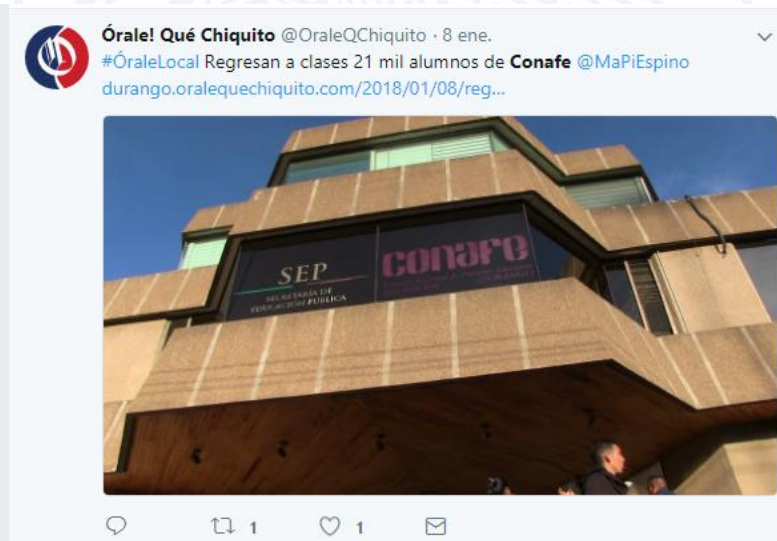 Órale! Qué Chiquito @OraleQChiquito · 8 ene.
#ÓraleLocal Regresan a clases 21 mil alumnos de Conafe @MaPiEspino
durango.oralequechiquito.com/2018/01/08/reg...
SEP
SECRETARÍA DE
EDUCACIÓN PÚBLICA
conafe
1 1